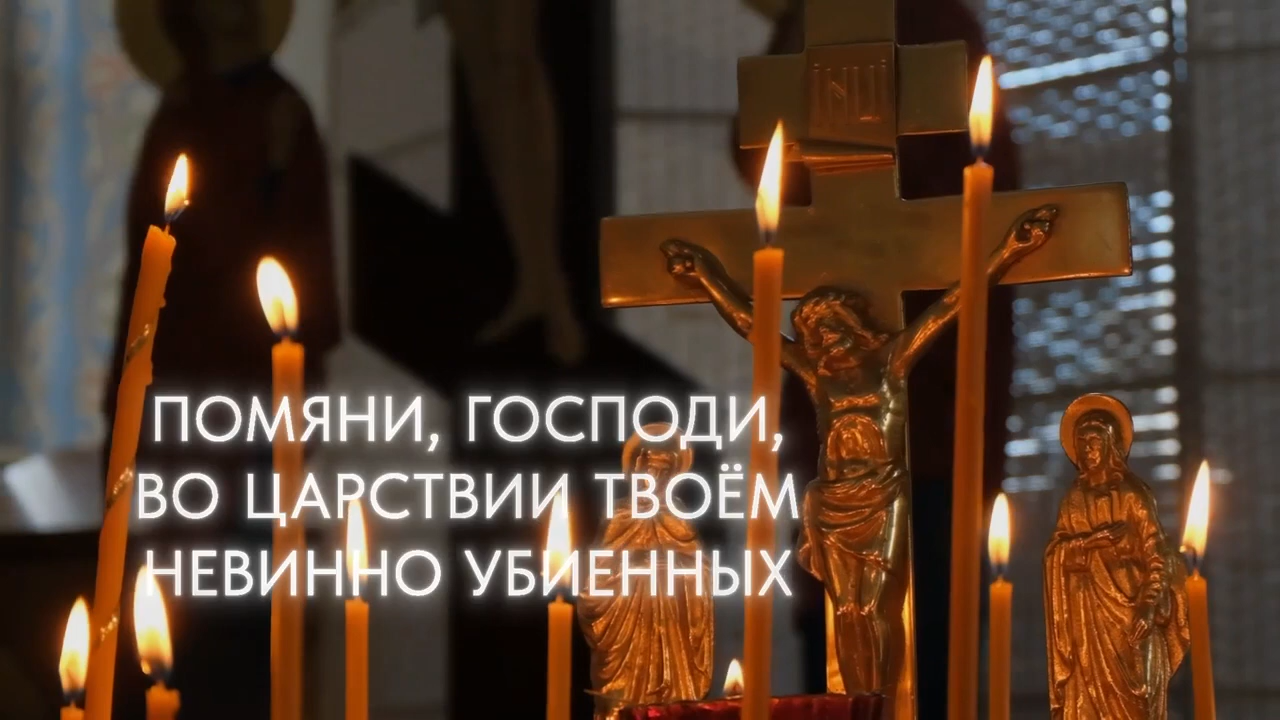 ІНЦІ
ПОМЯНИ, ГОСПОДИ,
ВО ЦАРСТВИИ ТВОЁМ
НЕВИННО УБИЕННЫХ